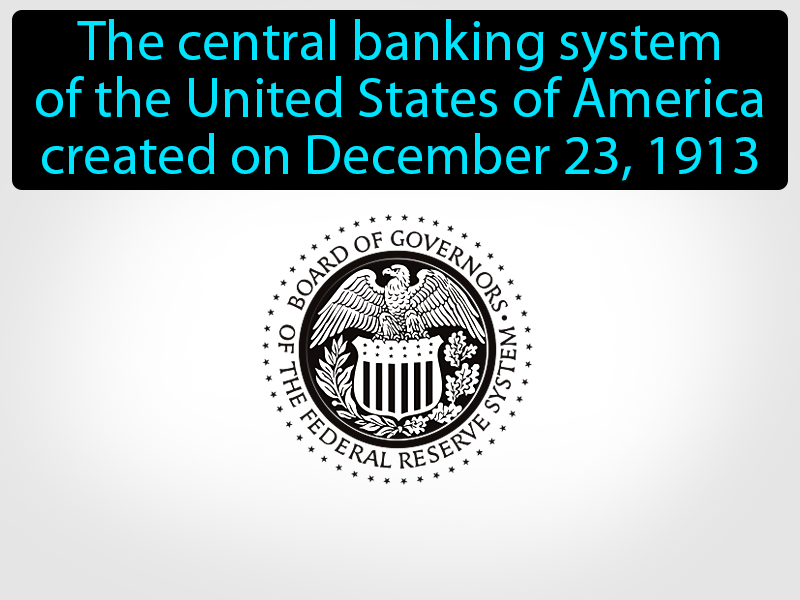 The central banking system
of the United States of America
created on December 23, 1913
BOARD OF GOVERNORS
OF THE FEDERAL RESERVE SYSTEM